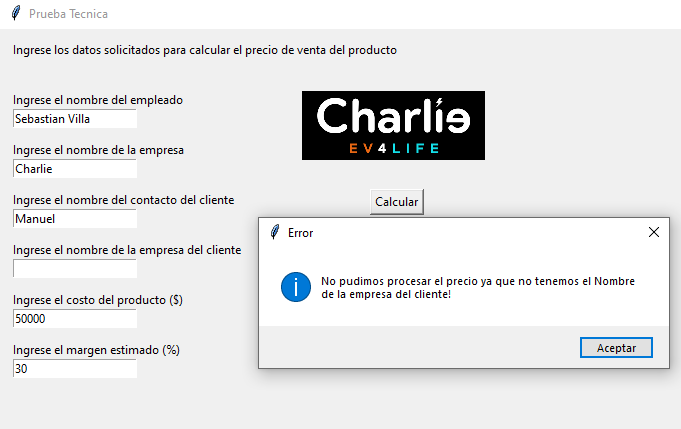 Prueba Tecnica
Ingrese los datos solicitados para calcular el precio de venta del producto
Ingrese el nombre del empleado
Sebastian Villa
Charlie
EV4LIFE
Ingrese el nombre de la empresa
Charlie
Ingrese el nombre del contacto del cliente
Manuel
Calcular
Ingrese el nombre de la empresa del cliente
Ingrese el costo del producto ($)
50000
Ingrese el margen estimado (%)
30
Error
No pudimos procesar el precio ya que no tenemos el Nombre
de la empresa del cliente!
Aceptar